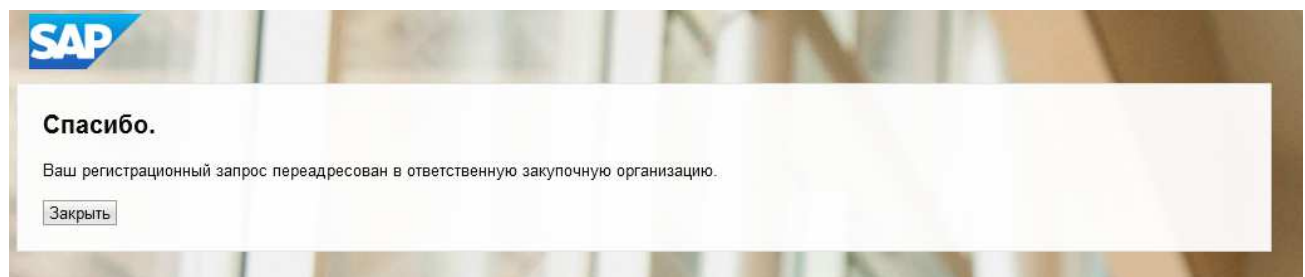 SAP
Спасибо.
Ваш регистрационный запрос переадресован в ответственную закупочную организацию.
Закрыть